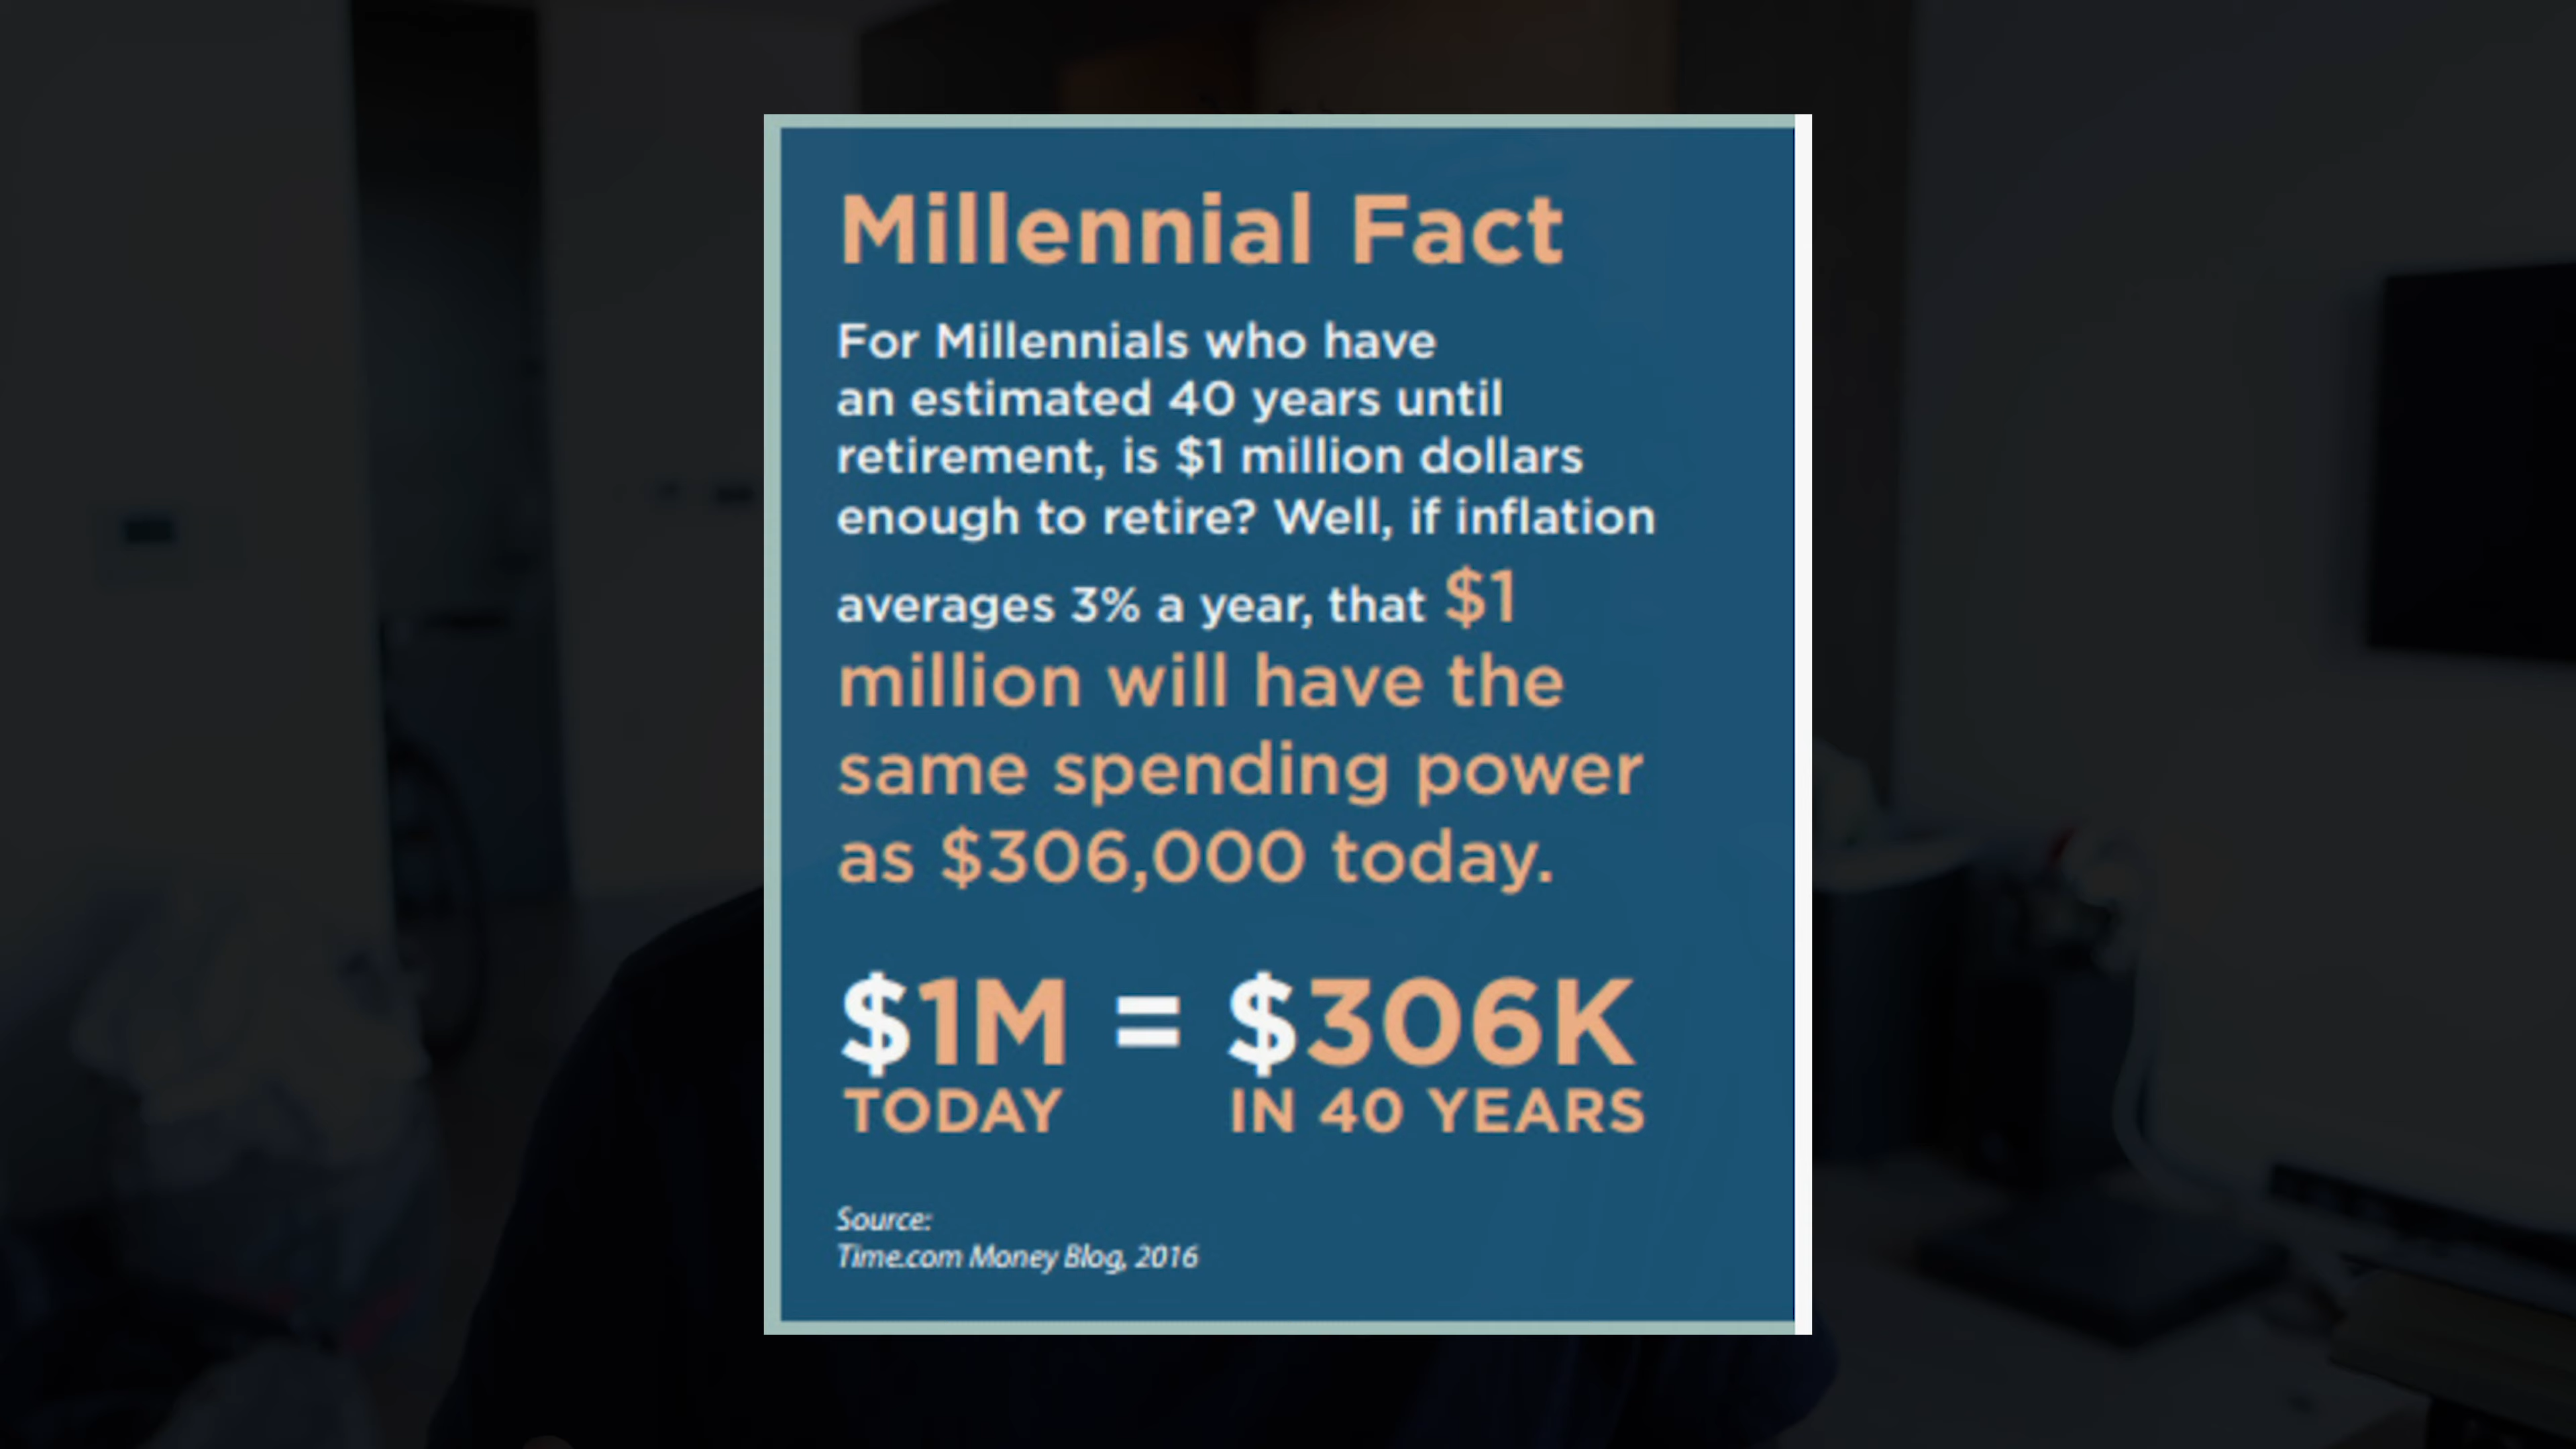 Millennial Fact
For Millennials who have
an estimated 40 years until
retirement, is $1 million dollars
enough to retire? Well, if inflation
averages 3% a year, that $1
million will have the
same spending power
as $306,000 today.
$1M = $306K
TODAY IN 40 YEARS
Source:
Time.com Money Blog, 2016